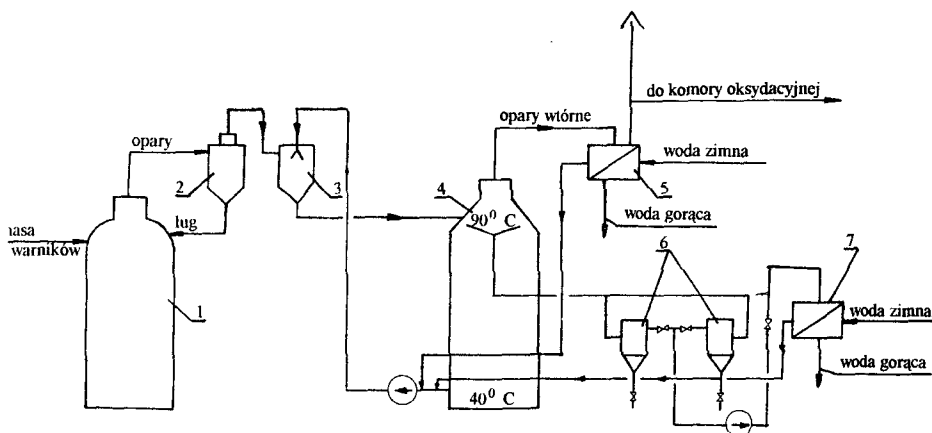 do komory oksydacyjnej
opary wtórne
opary
woda zimna
2
3
4
5
90⁰ C
woda gorąca
ług
warników
6
7
1
woda zimna
woda gorąca
40⁰ C